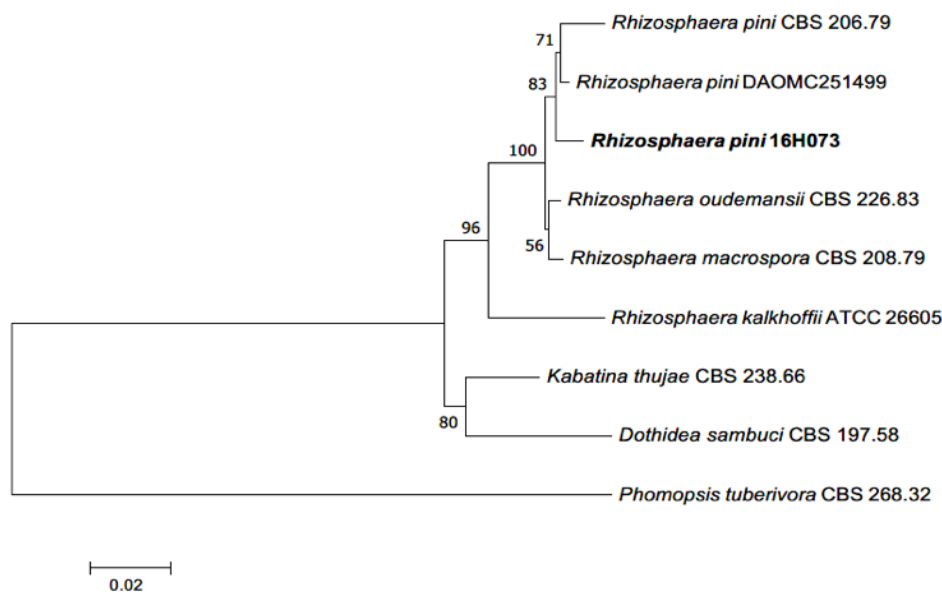 Rhizosphaera pini CBS 206.79
71
Rhizosphaera pini DAOMC251499
83
Rhizosphaera pini 16H073
100
Rhizosphaera oudemansii CBS 226.83
96
56
Rhizosphaera macrospora CBS 208.79
Rhizosphaera kalkhoffii ATCC 26605
Kabatina thujae CBS 238.66
80
Dothidea sambuci CBS 197.58
Phomopsis tuberivora CBS 268.32
0.02